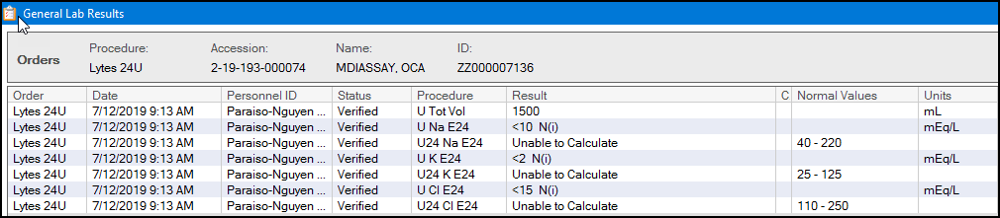 General Lab Results
Orders
Procedure: Accession: Name: ID:
Lytes 24U 2-19-193-000074 MDIASSAY, OCA ZZ000007136
Order Date Personnel ID Status Procedure Result C Normal Values Units
Lytes 24U 7/12/2019 9:13 AM Paraiso-Nguyen ... Verified U Tot Vol 1500 mL
Lytes 24U 7/12/2019 9:13 AM Paraiso-Nguyen ... Verified U Na E24 <10 N(i) mEq/L
Lytes 24U 7/12/2019 9:13 AM Paraiso-Nguyen ... Verified U24 Na E24 Unable to Calculate 40 - 220
Lytes 24U 7/12/2019 9:13 AM Paraiso-Nguyen ... Verified U K E24 <2 N(i) mEq/L
Lytes 24U 7/12/2019 9:13 AM Paraiso-Nguyen ... Verified U24 K E24 Unable to Calculate 25 - 125
Lytes 24U 7/12/2019 9:13 AM Paraiso-Nguyen ... Verified U Cl E24 <15 N(i) mEq/L
Lytes 24U 7/12/2019 9:13 AM Paraiso-Nguyen ... Verified U24 Cl E24 Unable to Calculate 110 - 250